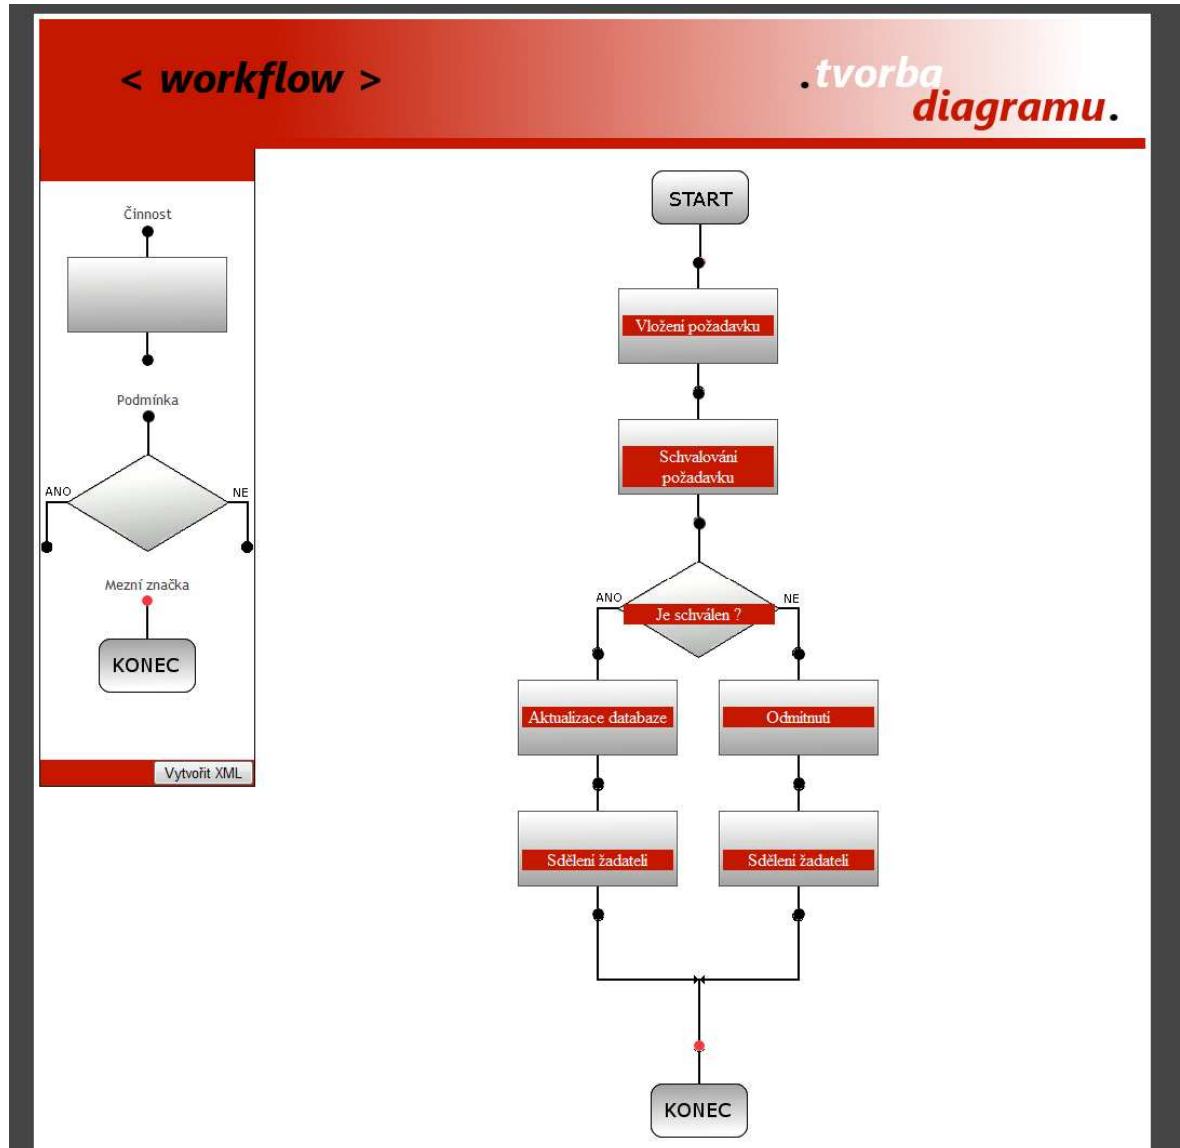 < workflow >
.tvorba
diagramu.
Činnost
Podmínka
ANO
NE
Mezní značka
KONEC
Vytvořit XML
START
Vložení požadavku
Schvalování
požadavku
ANO
NE
Je schválen ?
Aktualizace databaze
Odmítnutí
Sdělení žadateli
Sdělení žadateli
KONEC